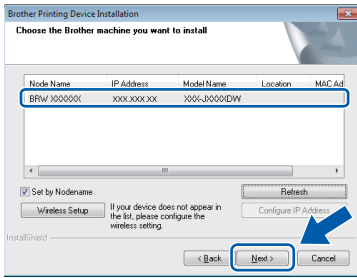 Brother Printing Device Installation
Choose the Brother machine you want to install
Node Name IP Address Model Name Location MAC Ad
BRW XXXXXX XXX.XXX.XX XXX-JXXXXDW
Set by Nodename
Refresh
Wireless Setup
If your device does not appear in
the list, please configure the
wireless setting.
Configure IP Address
InstallShield
< Back
Next >
Cancel